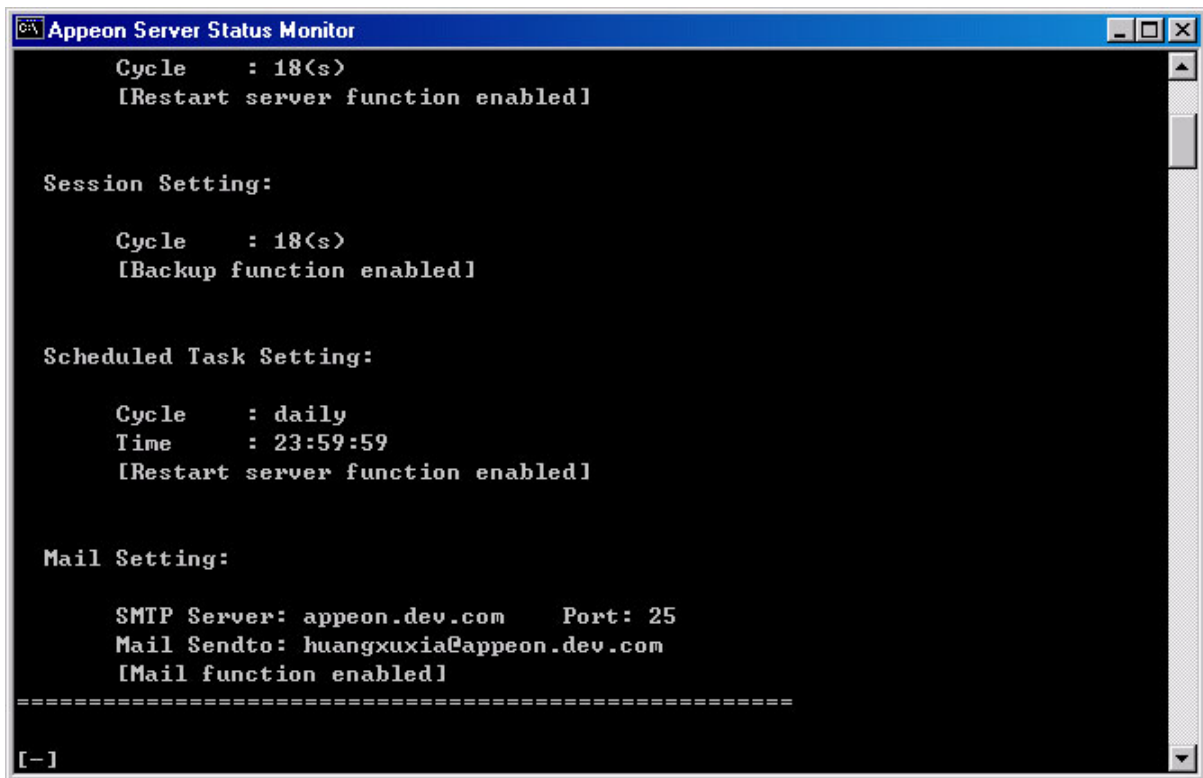 Appeon Server Status Monitor
Cycle : 18(s)
[Restart server function enabled]
Session Setting:
Cycle : 18(s)
[Backup function enabled]
Scheduled Task Setting:
Cycle : daily
Time : 23:59:59
[Restart server function enabled]
Mail Setting:
SMTP Server: appeon.dev.com Port: 25
Mail Sendto: huangxuxia@appeon.dev.com
[Mail function enabled]
======================================================
[-]